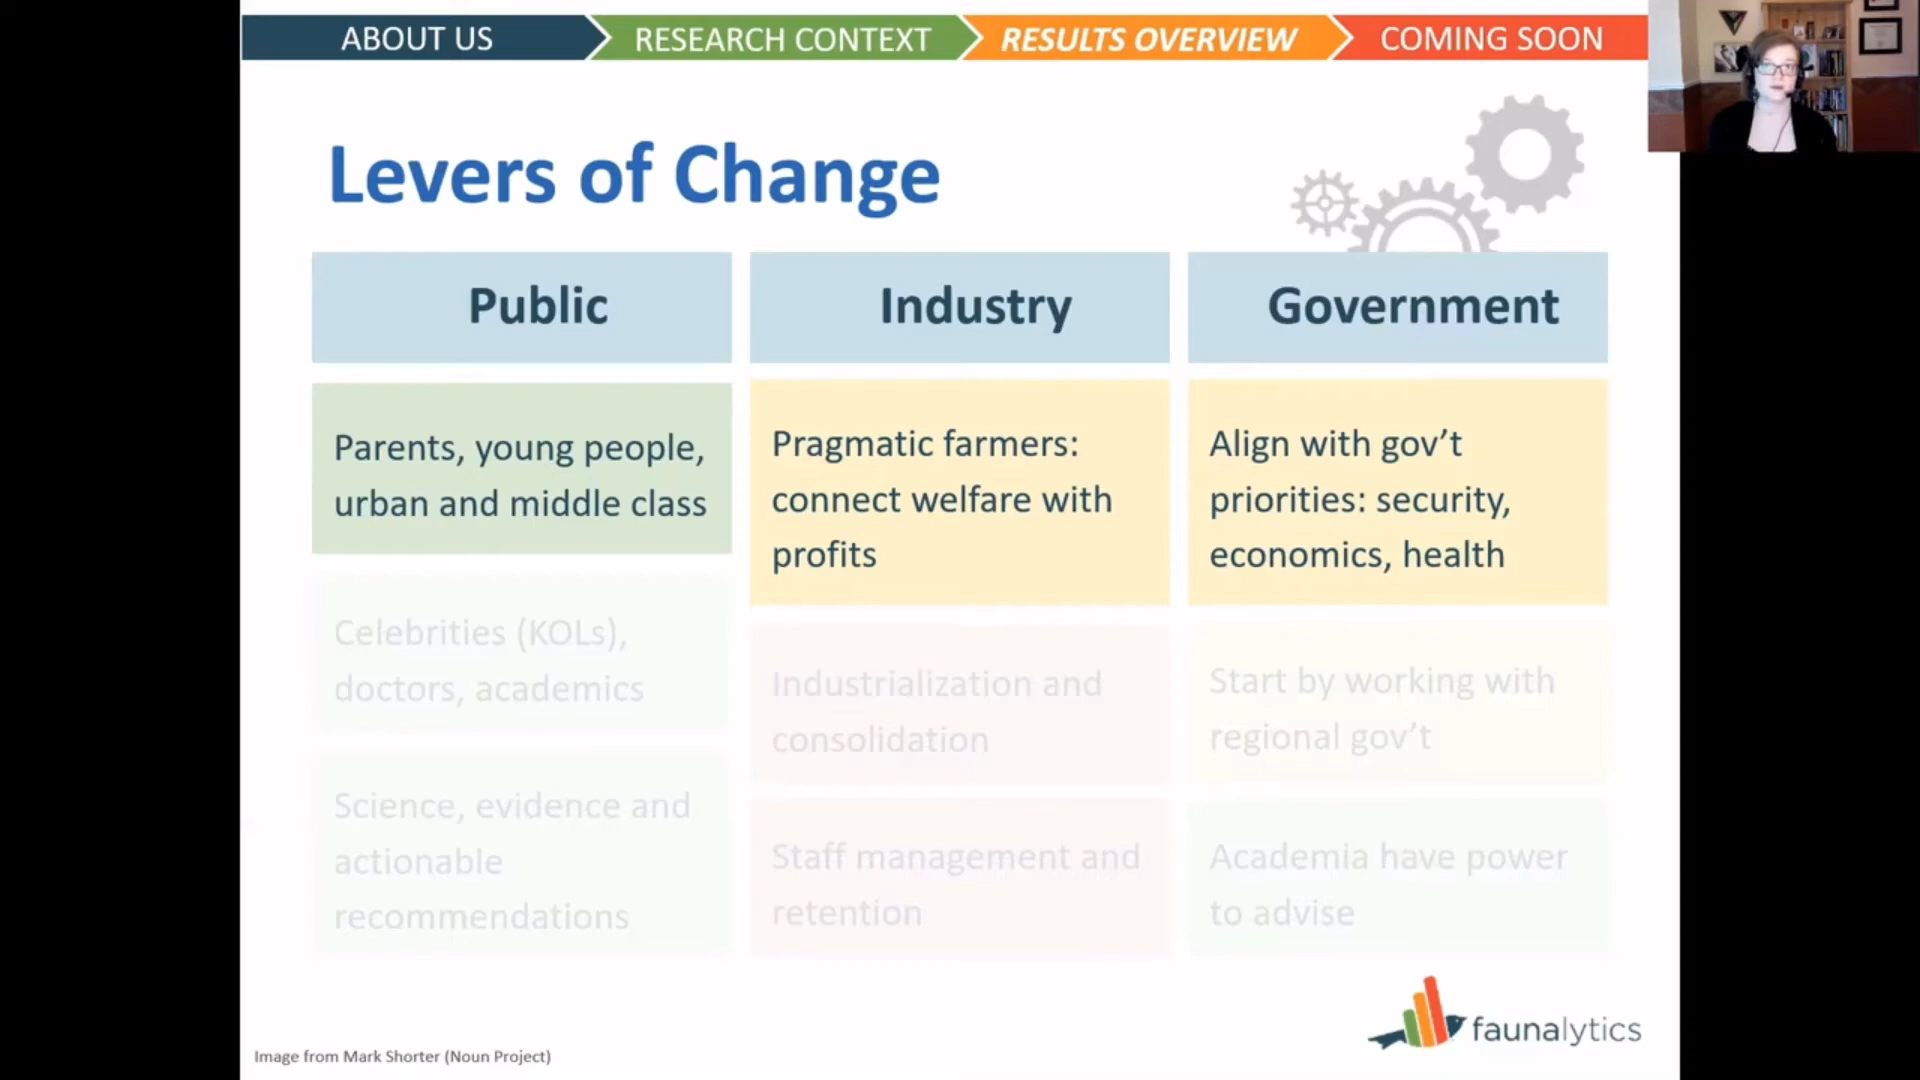 ABOUT US
RESEARCH CONTEXT
RESULTS OVERVIEW
COMING SOON
Levers of Change
Public
Parents, young people,
urban and middle class
Celebrities (KOLs),
doctors, academics
Science, evidence and
actionable
recommendations
Industry
Pragmatic farmers:
connect welfare with
profits
Industrialization and
consolidation
Staff management and
retention
Government
Align with gov’t
priorities: security,
economics, health
Start by working with
regional gov’t
Academia have power
to advise
faunalytics
Image from Mark Shorter (Noun Project)